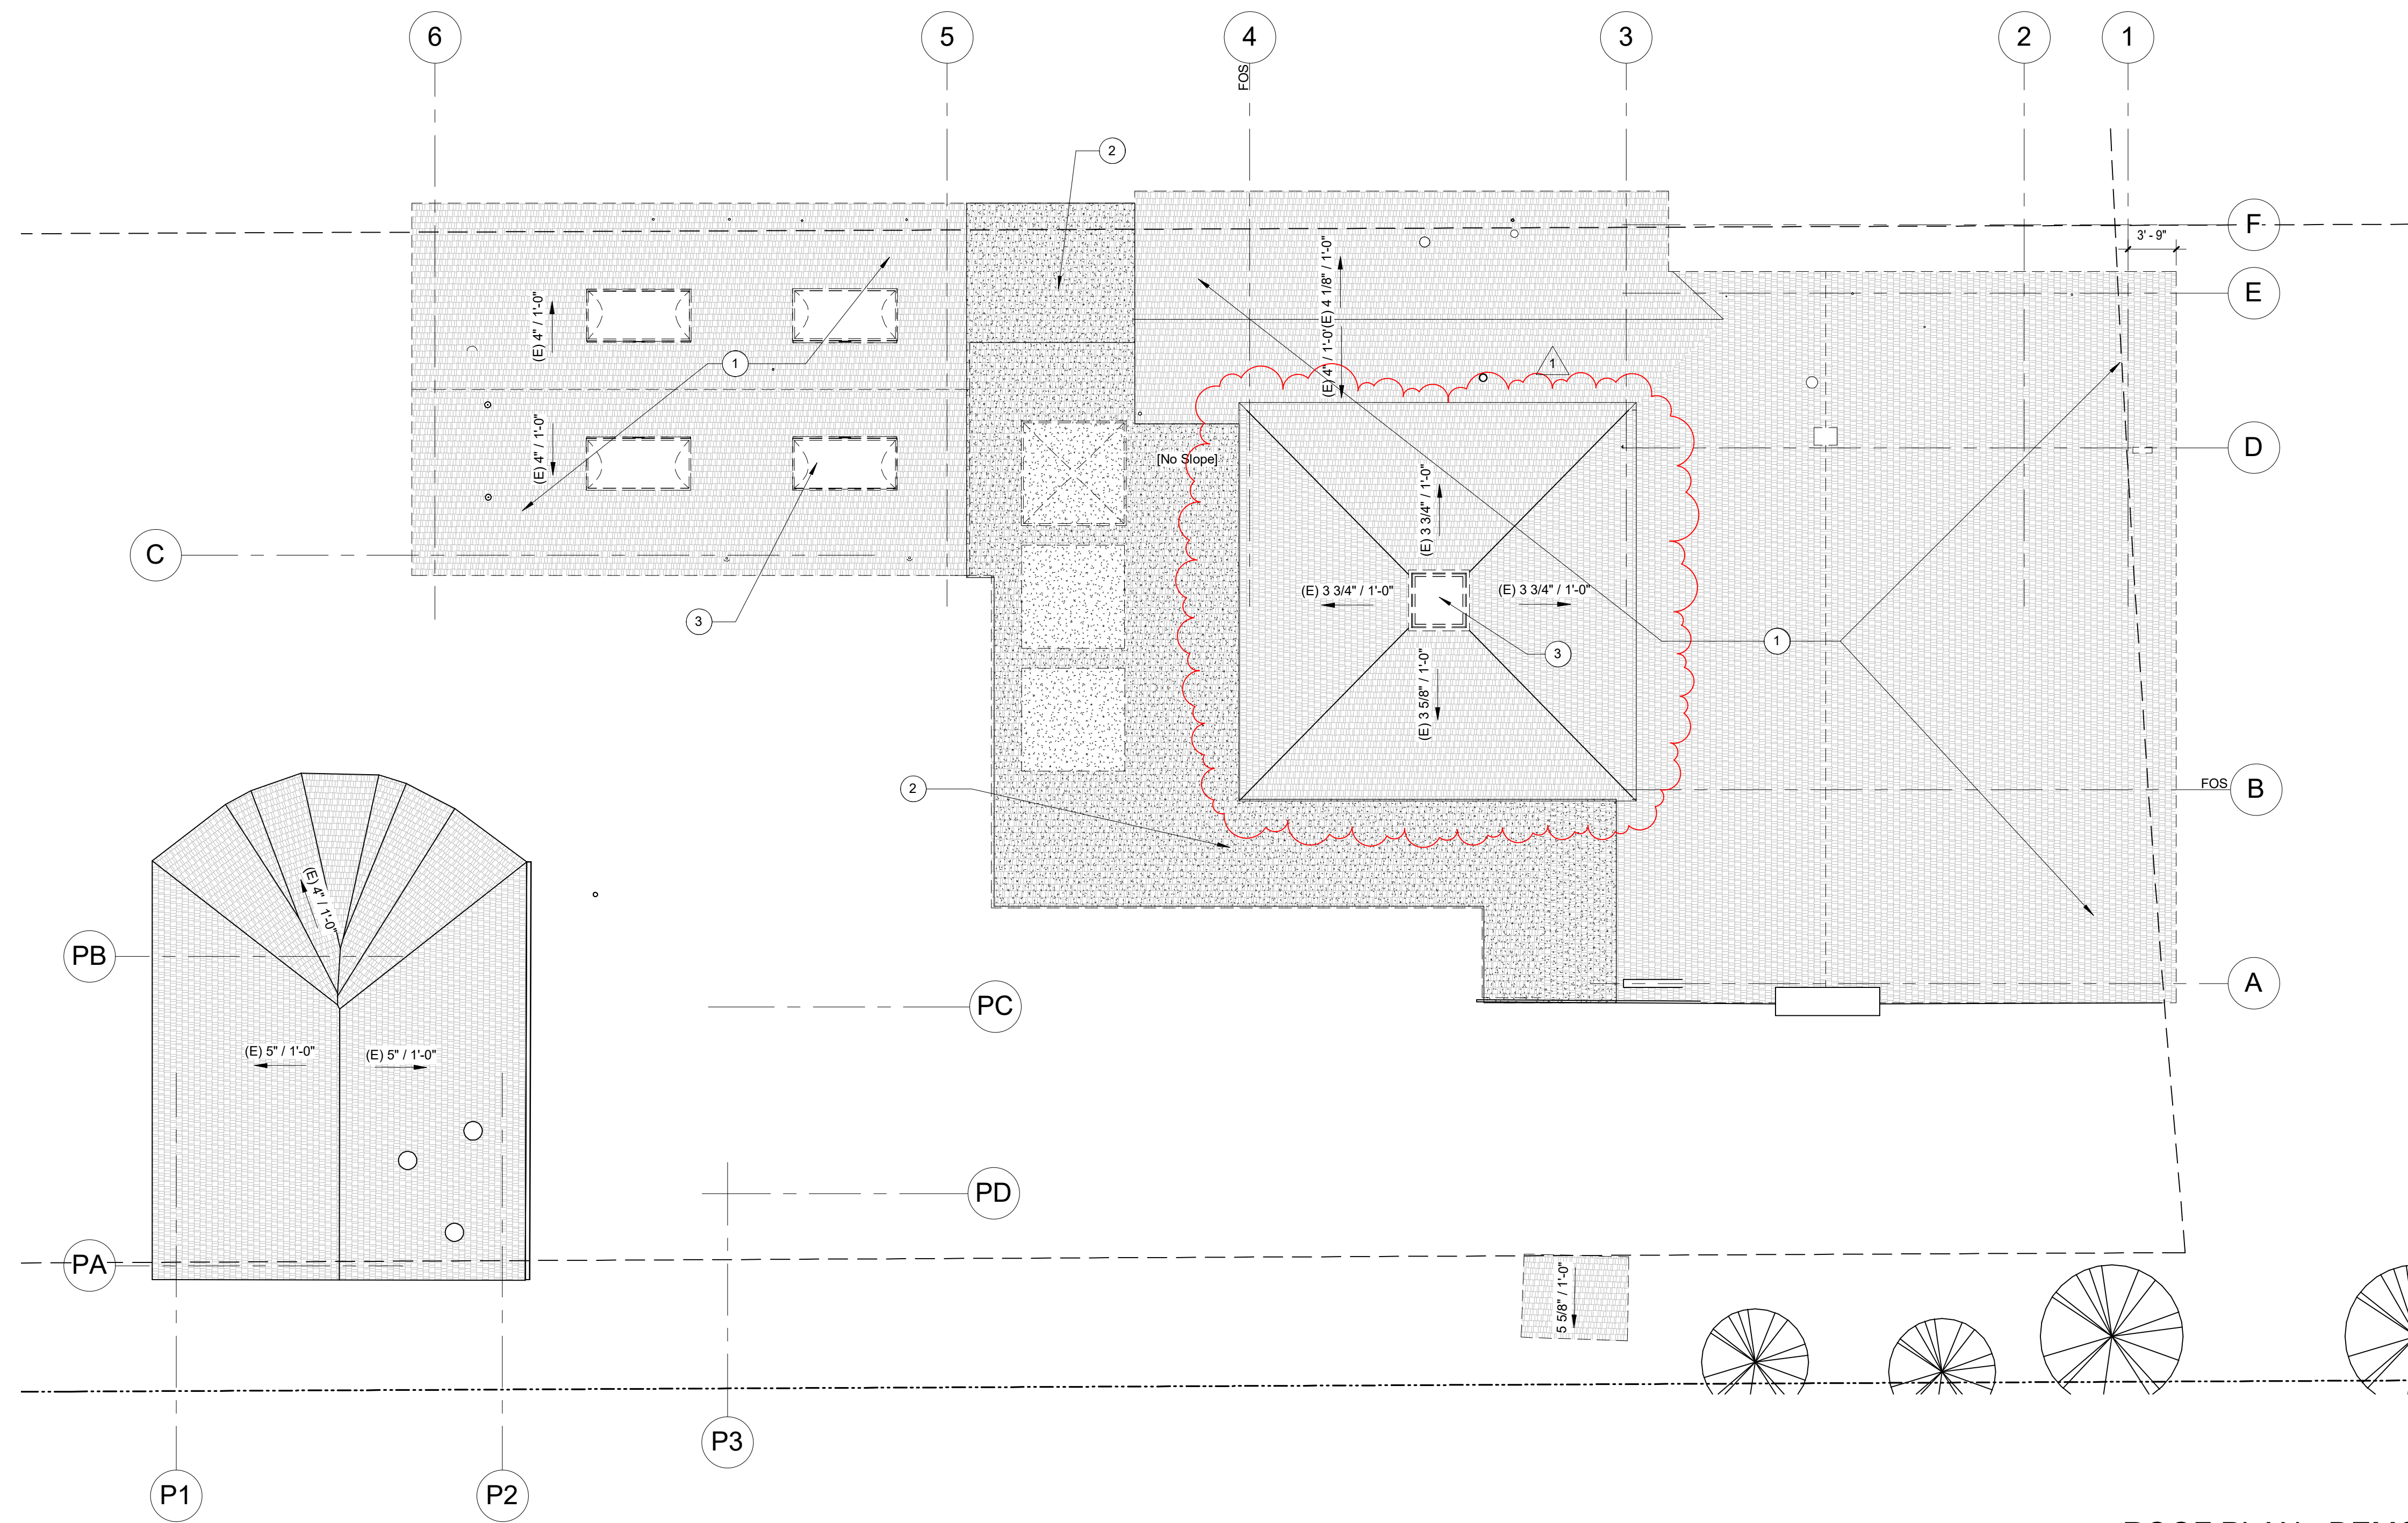 6
5
4
3
2
1
FOS
2
F
3' - 9"
E
(E) 4" / 1'-0"
(E) 4 1/8" / 1'-0"
(E) 4" / 1'-0"
1
1
(E) 4" / 1'-0"
D
[No Slope]
(E) 3 3/4" / 1'-0"
C
(E) 3 3/4" / 1'-0"
(E) 3 3/4" / 1'-0"
3
1
3
(E) 3 5/8" / 1'-0"
2
FOS
B
(E) 4" / 1'-0"
PB
A
PC
(E) 5" / 1'-0"
(E) 5" / 1'-0"
PD
PA
5 5/8" / 1'-0"
P3
P1
P2